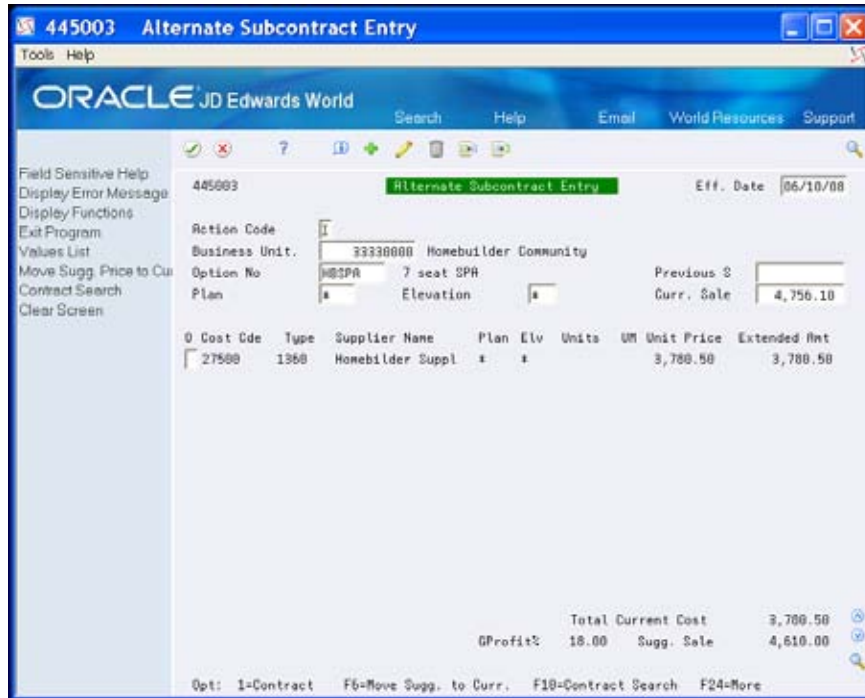 445003 Alternate Subcontract Entry
Tools Help
ORACLE JD Edwards World
Search Help Email World Resources Support
Field Sensitive Help
Display Error Message
Display Functions
Exit Program
Values List
Move Sugg. Price to Cu
Contract Search
Clear Screen
445003 Alternate Subcontract Entry Eff. Date 06/10/08
Action Code I
Business Unit. 33330000 Homebuilder Community
Option No HBSPA 7 seat SPA Previous S
Plan * Elevation * Curr. Sale 4,756.10
O Cost Cde Type Supplier Name Plan Elv Units UM Unit Price Extended Amt
27500 1360 Homebilder Suppl * * 3,780.50 3,780.50
Total Current Cost 3,780.50
GProfit% 18.00 Sugg. Sale 4,610.00
Opt: 1=Contract F6=Move Sugg. to Curr. F10=Contract Search F24=More